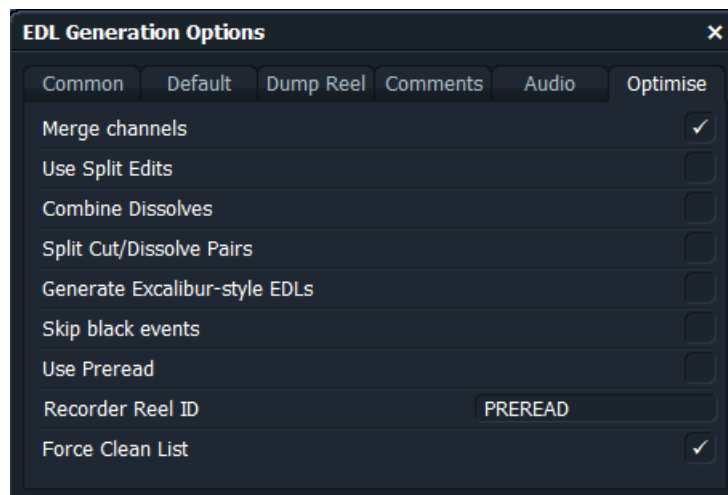 EDL Generation Options
Common Default Dump Reel Comments Audio Optimise
Merge channels
Use Split Edits
Combine Dissolves
Split Cut/Dissolve Pairs
Generate Excalibur-style EDLs
Skip black events
Use Preread
Recorder Reel ID PREREAD
Force Clean List